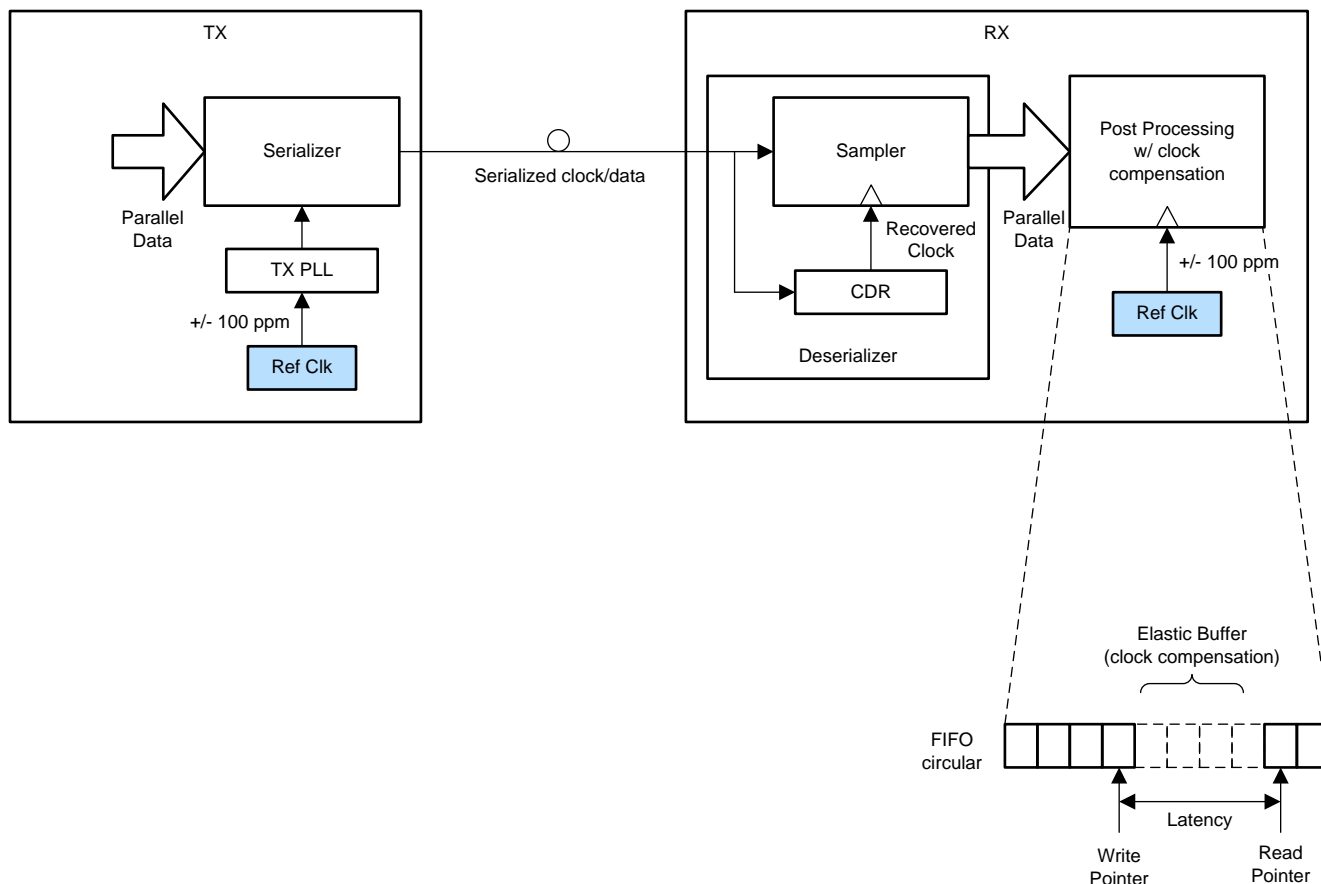 TX
RX
Serializer
Parallel
Data
TX PLL
+/- 100 ppm
Ref Clk
Serialized clock/data
Sampler
Recovered
Clock
CDR
Deserializer
Parallel
Data
Post Processing
w/ clock
compensation
+/- 100 ppm
Ref Clk
Elastic Buffer
(clock compensation)
FIFO
circular
Latency
Write
Pointer
Read
Pointer